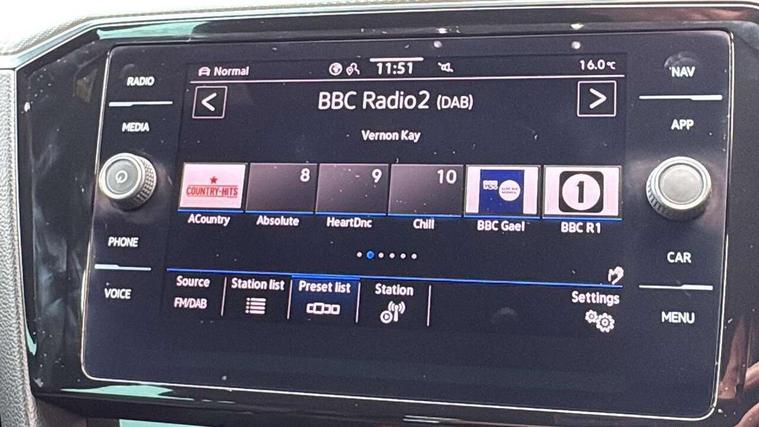 RADIO
MEDIA
PHONE
VOICE
Normal
11:51
16.0°C
BBC Radio2 (DAB)
Vernon Kay
COUNTRY-HITS
8
9
10
1
ACountry
Absolute
HeartDnc
Chill
BBC Gael
BBC R1
Source
FM/DAB
Station list
Preset list
Station
Settings
NAV
APP
CAR
MENU